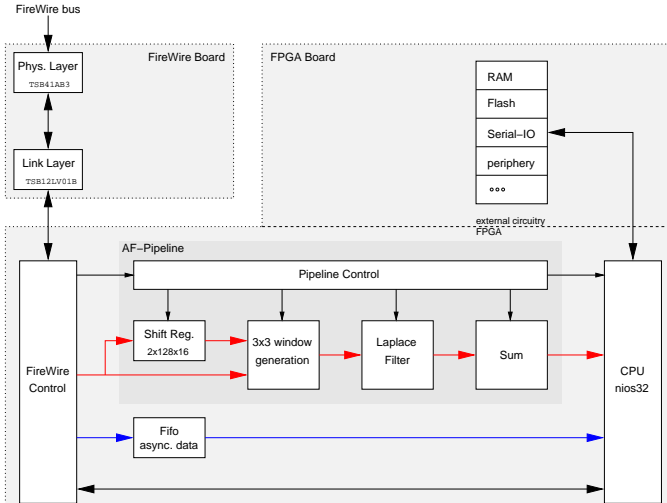 FireWire bus
FireWire Board
FPGA Board
Phys. Layer
TSB41AB3
Link Layer
TSB12LV01B
RAM
Flash
Serial–IO
periphery
°°°
external circuitry
FPGA
AF–Pipeline
Pipeline Control
FireWire
Control
Shift Reg.
2x128x16
3x3 window
generation
Laplace
Filter
Sum
CPU
nios32
Fifo
async. data